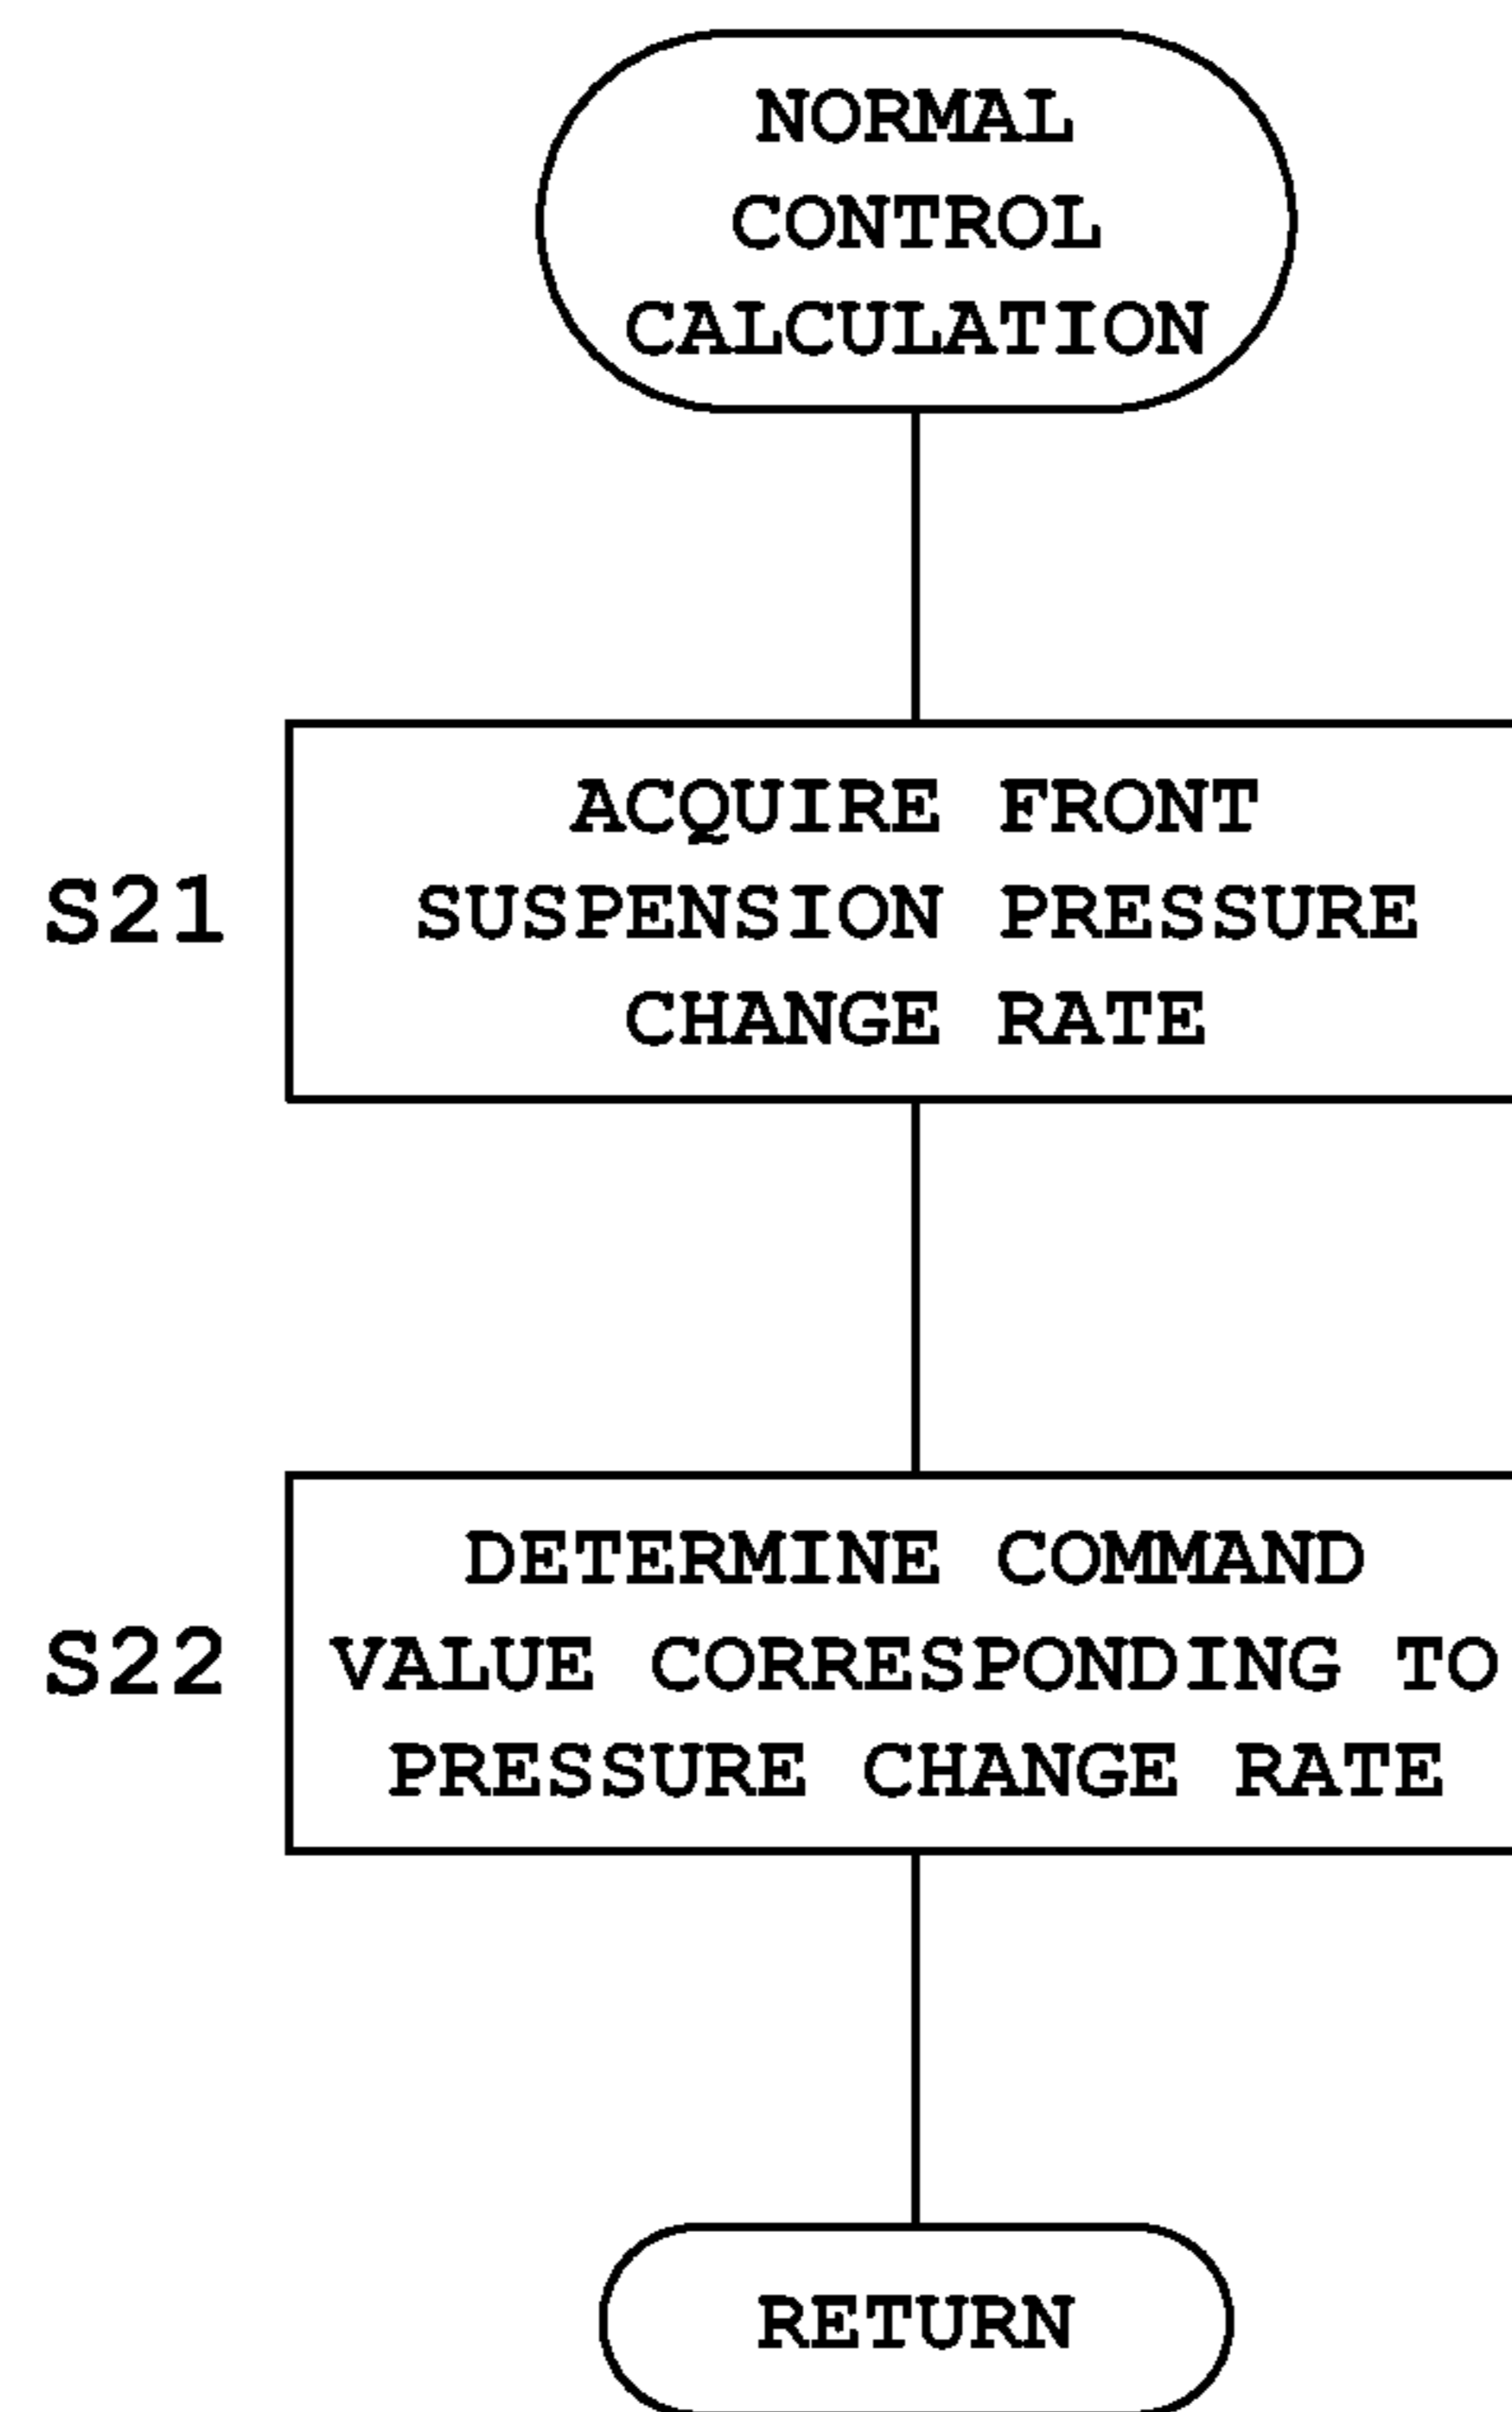 NORMAL
CONTROL
CALCULATION
S21
ACQUIRE FRONT
SUSPENSION PRESSURE
CHANGE RATE
S22
DETERMINE COMMAND
VALUE CORRESPONDING TO
PRESSURE CHANGE RATE
RETURN